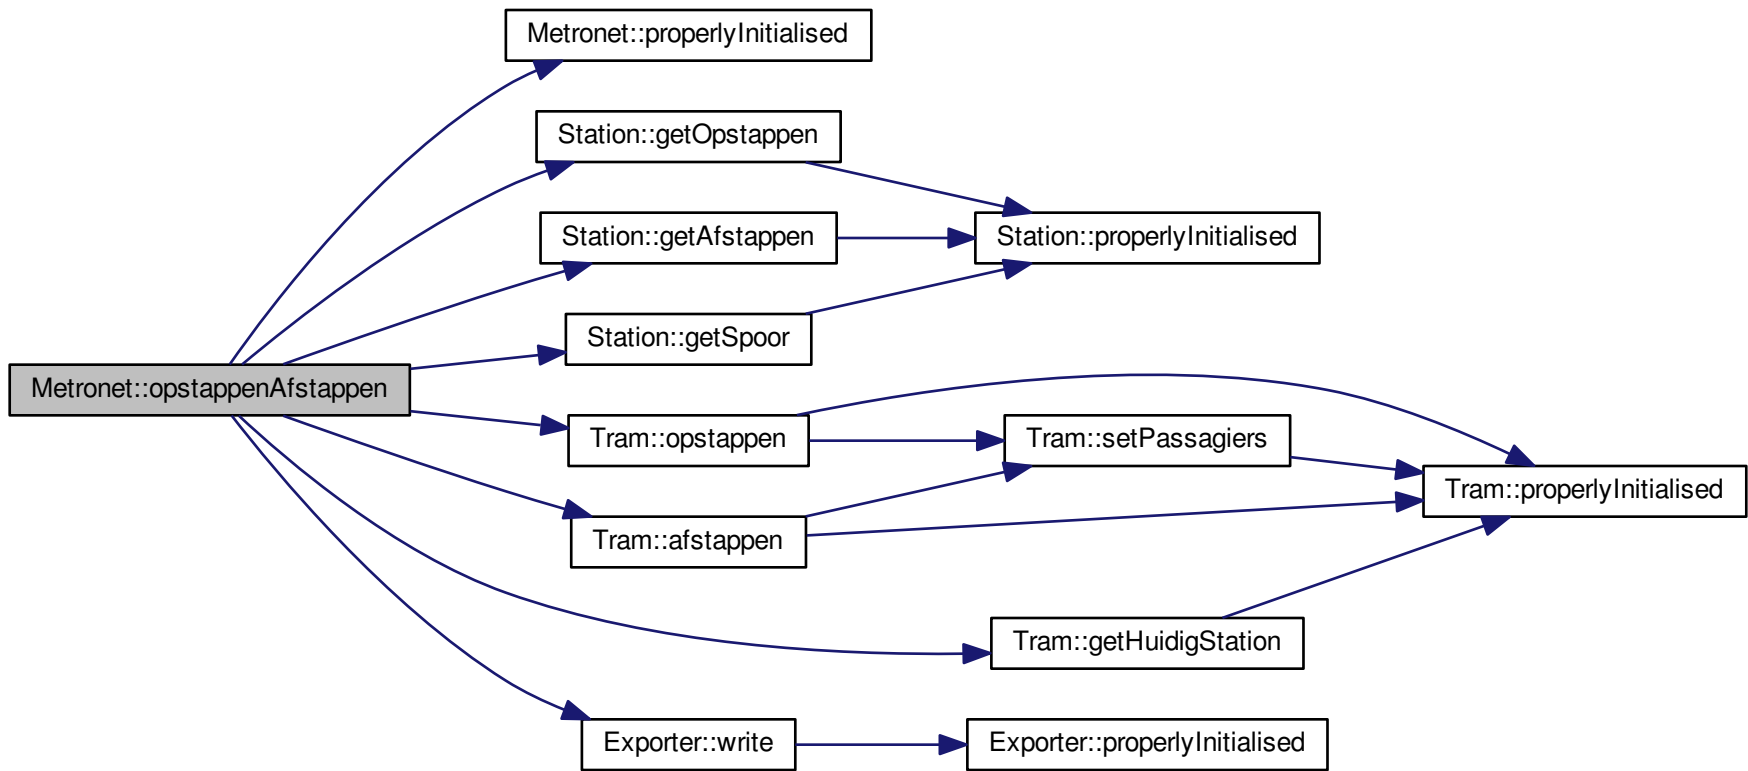 Metronet::properlyInitialised
Station::getOpstappen
Station::getAfstappen
Station::properlyInitialised
Station::getSpoor
Metronet::opstappenAfstappen
Tram::opstappen
Tram::setPassagiers
Tram::properlyInitialised
Tram::afstappen
Tram::getHuidigStation
Exporter::write
Exporter::properlyInitialised